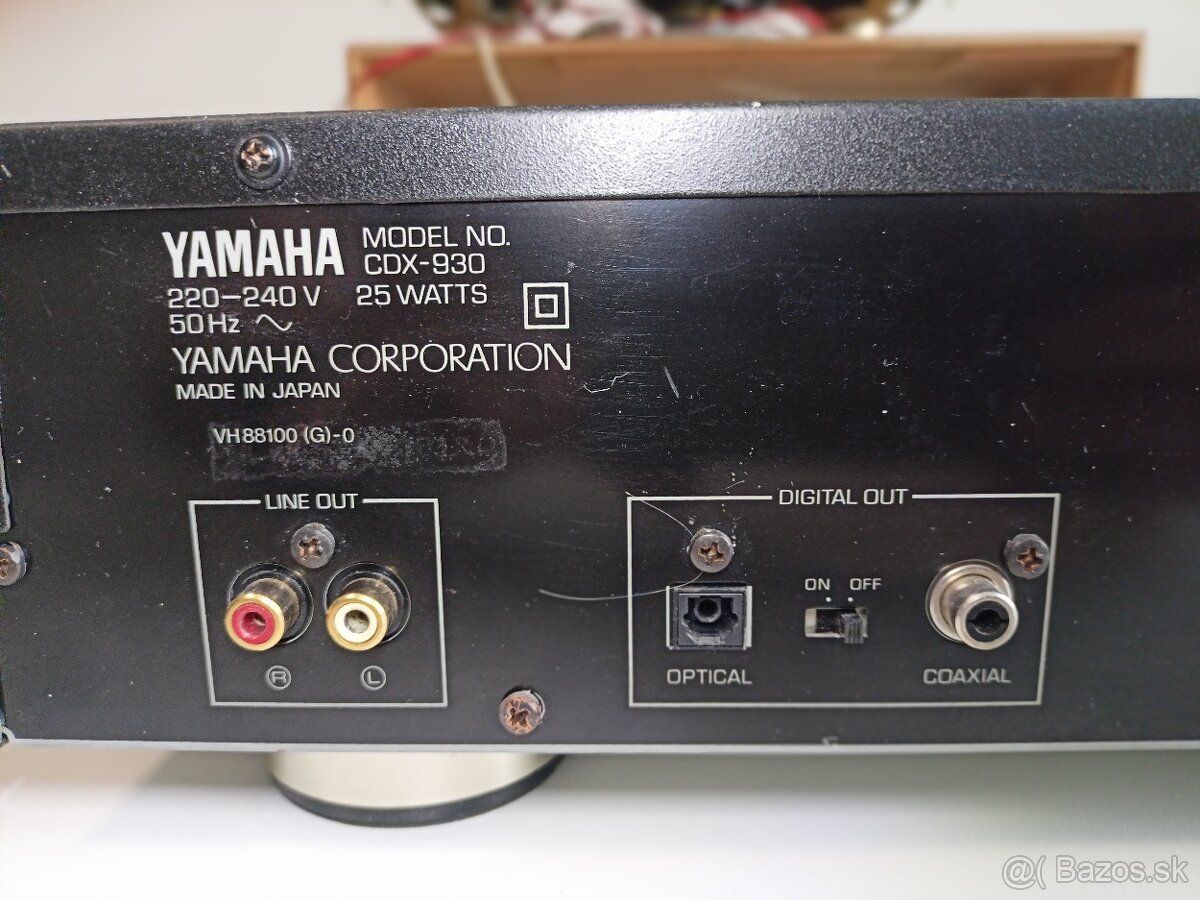 YAMAHA MODEL NO.
CDX-930
220-240 V 25 WATTS
50 Hz ~
YAMAHA CORPORATION
MADE IN JAPAN
VH88100 (G)-0
LINE OUT
R L
DIGITAL OUT
ON OFF
OPTICAL
COAXIAL
@( Bazos.sk